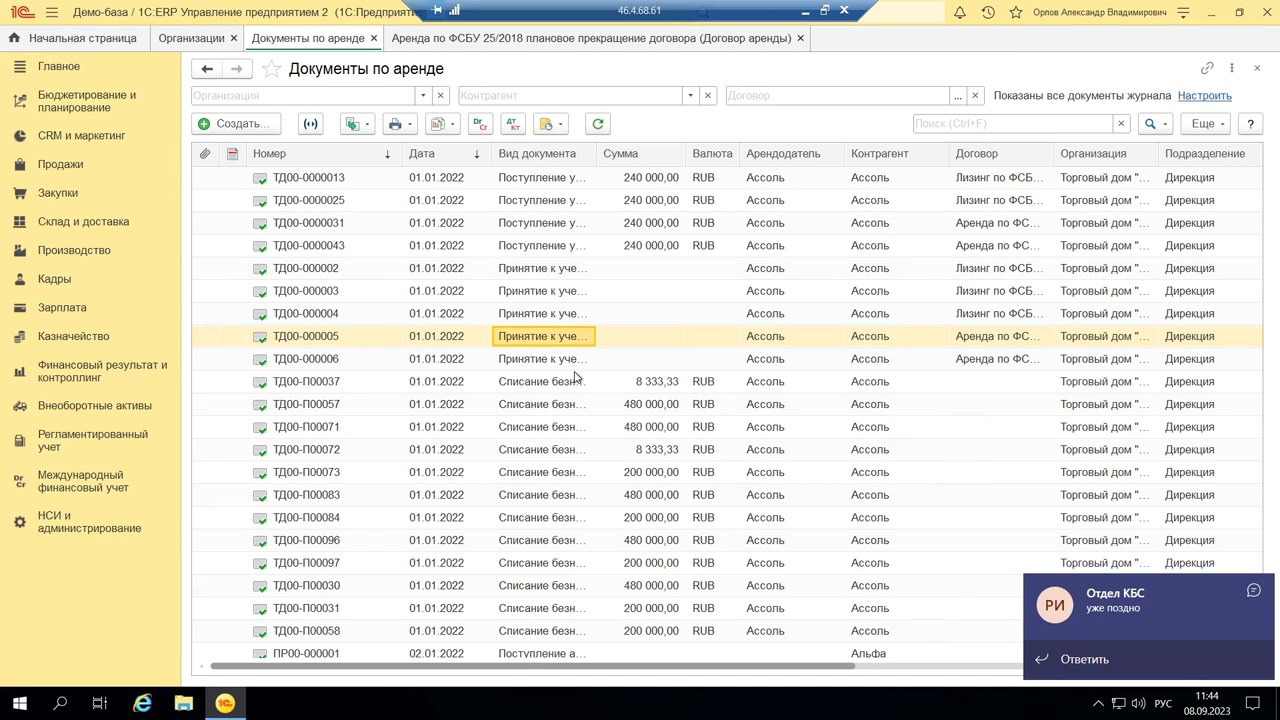 Демо-база / 1С:ERP Управление предприятием 2 (1С:Предприятие
46.4.68.61
Орлов Александр Владимирович
Начальная страница
Организации
Документы по аренде
Аренда по ФСБУ 25/2018 плановое прекращение договора (Договор аренды)
Главное
Бюджетирование и
планирование
CRM и маркетинг
Продажи
Закупки
Склад и доставка
Производство
Кадры
Зарплата
Казначейство
Финансовый результат и
контроллинг
Внеоборотные активы
Регламентированный
учет
Международный
финансовый учет
НСИ и
администрирование
Документы по аренде
Организация
Контрагент
Договор
...
Показаны все документы журнала Настроить
Создать...
Поиск (Ctrl+F)
Еще
?
Номер Дата Вид документа Сумма Валюта Арендодатель Контрагент Договор Организация Подразделение
ТД00-0000013 01.01.2022 Поступление у... 240 000,00 RUB Ассоль Ассоль Лизинг по ФСБ... Торговый дом "... Дирекция
ТД00-0000025 01.01.2022 Поступление у... 240 000,00 RUB Ассоль Ассоль Лизинг по ФСБ... Торговый дом "... Дирекция
ТД00-0000031 01.01.2022 Поступление у... 240 000,00 RUB Ассоль Ассоль Аренда по ФС... Торговый дом "... Дирекция
ТД00-0000043 01.01.2022 Поступление у... 240 000,00 RUB Ассоль Ассоль Аренда по ФС... Торговый дом "... Дирекция
ТД00-000002 01.01.2022 Принятие к уче... Ассоль Ассоль Лизинг по ФСБ... Торговый дом "... Дирекция
ТД00-000003 01.01.2022 Принятие к уче... Ассоль Ассоль Лизинг по ФСБ... Торговый дом "... Дирекция
ТД00-000004 01.01.2022 Принятие к уче... Ассоль Ассоль Лизинг по ФСБ... Торговый дом "... Дирекция
ТД00-000005 01.01.2022 Принятие к уче... Ассоль Ассоль Аренда по ФС... Торговый дом "... Дирекция
ТД00-000006 01.01.2022 Принятие к уче... Ассоль Ассоль Аренда по ФС... Торговый дом "... Дирекция
ТД00-П00037 01.01.2022 Списание безн... 8 333,33 RUB Ассоль Ассоль Торговый дом "... Дирекция
ТД00-П00057 01.01.2022 Списание безн... 480 000,00 RUB Ассоль Ассоль Торговый дом "... Дирекция
ТД00-П00071 01.01.2022 Списание безн... 480 000,00 RUB Ассоль Ассоль Торговый дом "... Дирекция
ТД00-П00072 01.01.2022 Списание безн... 8 333,33 RUB Ассоль Ассоль Торговый дом "... Дирекция
ТД00-П00073 01.01.2022 Списание безн... 200 000,00 RUB Ассоль Ассоль Торговый дом "... Дирекция
ТД00-П00083 01.01.2022 Списание безн... 480 000,00 RUB Ассоль Ассоль Торговый дом "... Дирекция
ТД00-П00084 01.01.2022 Списание безн... 200 000,00 RUB Ассоль Ассоль Торговый дом "... Дирекция
ТД00-П00096 01.01.2022 Списание безн... 480 000,00 RUB Ассоль Ассоль Торговый дом "... Дирекция
ТД00-П00097 01.01.2022 Списание безн... 200 000,00 RUB Ассоль Ассоль Торговый дом "... Дирекция
ТД00-П00030 01.01.2022 Списание безн... 480 000,00 RUB Ассоль Ассоль
ТД00-П00031 01.01.2022 Списание безн... 200 000,00 RUB Ассоль Ассоль
ТД00-П00058 01.01.2022 Списание безн... 200 000,00 RUB Ассоль Ассоль
ПР00-000001 02.01.2022 Поступление а... Альфа
РИ
Отдел КБС
уже поздно
Ответить
РУС
11:44
08.09.2023